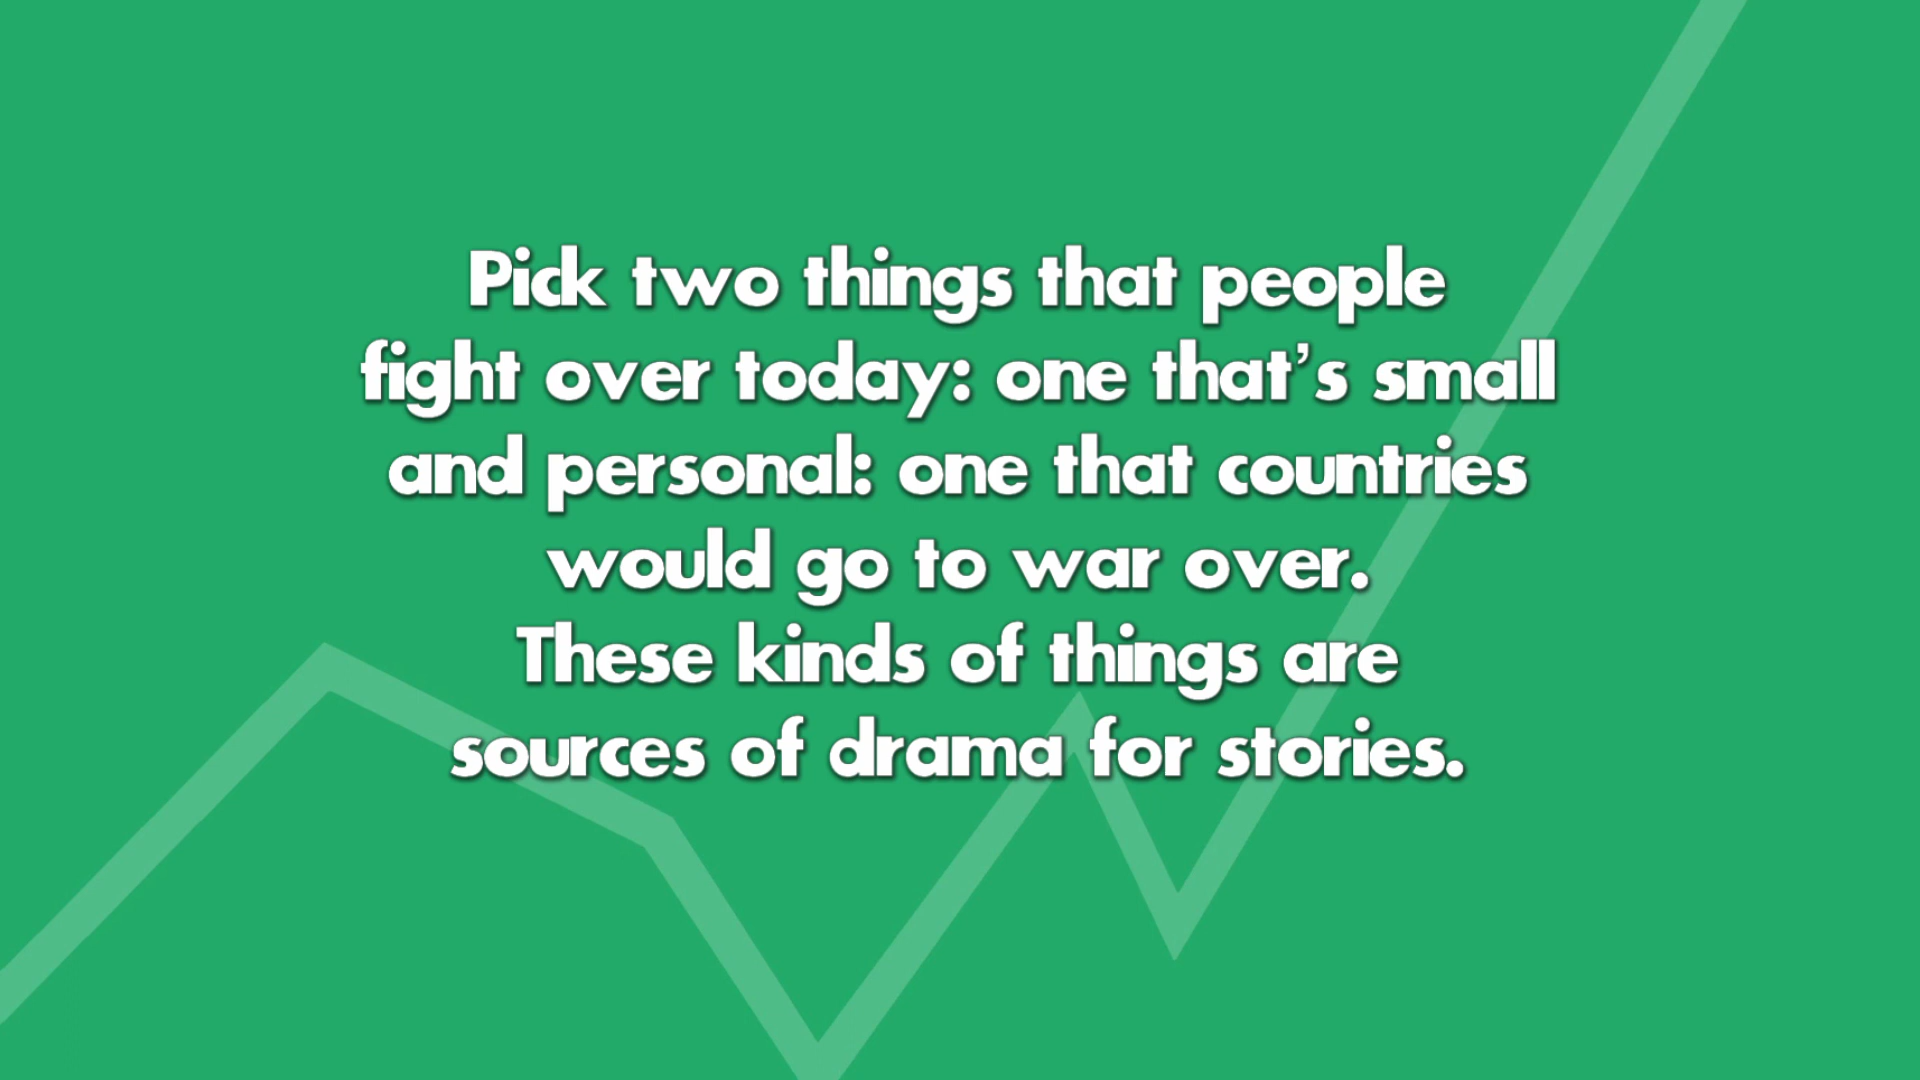 Pick two things that people
fight over today: one that's small
and personal: one that countries
would go to war over.
These kinds of things are
sources of drama for stories.